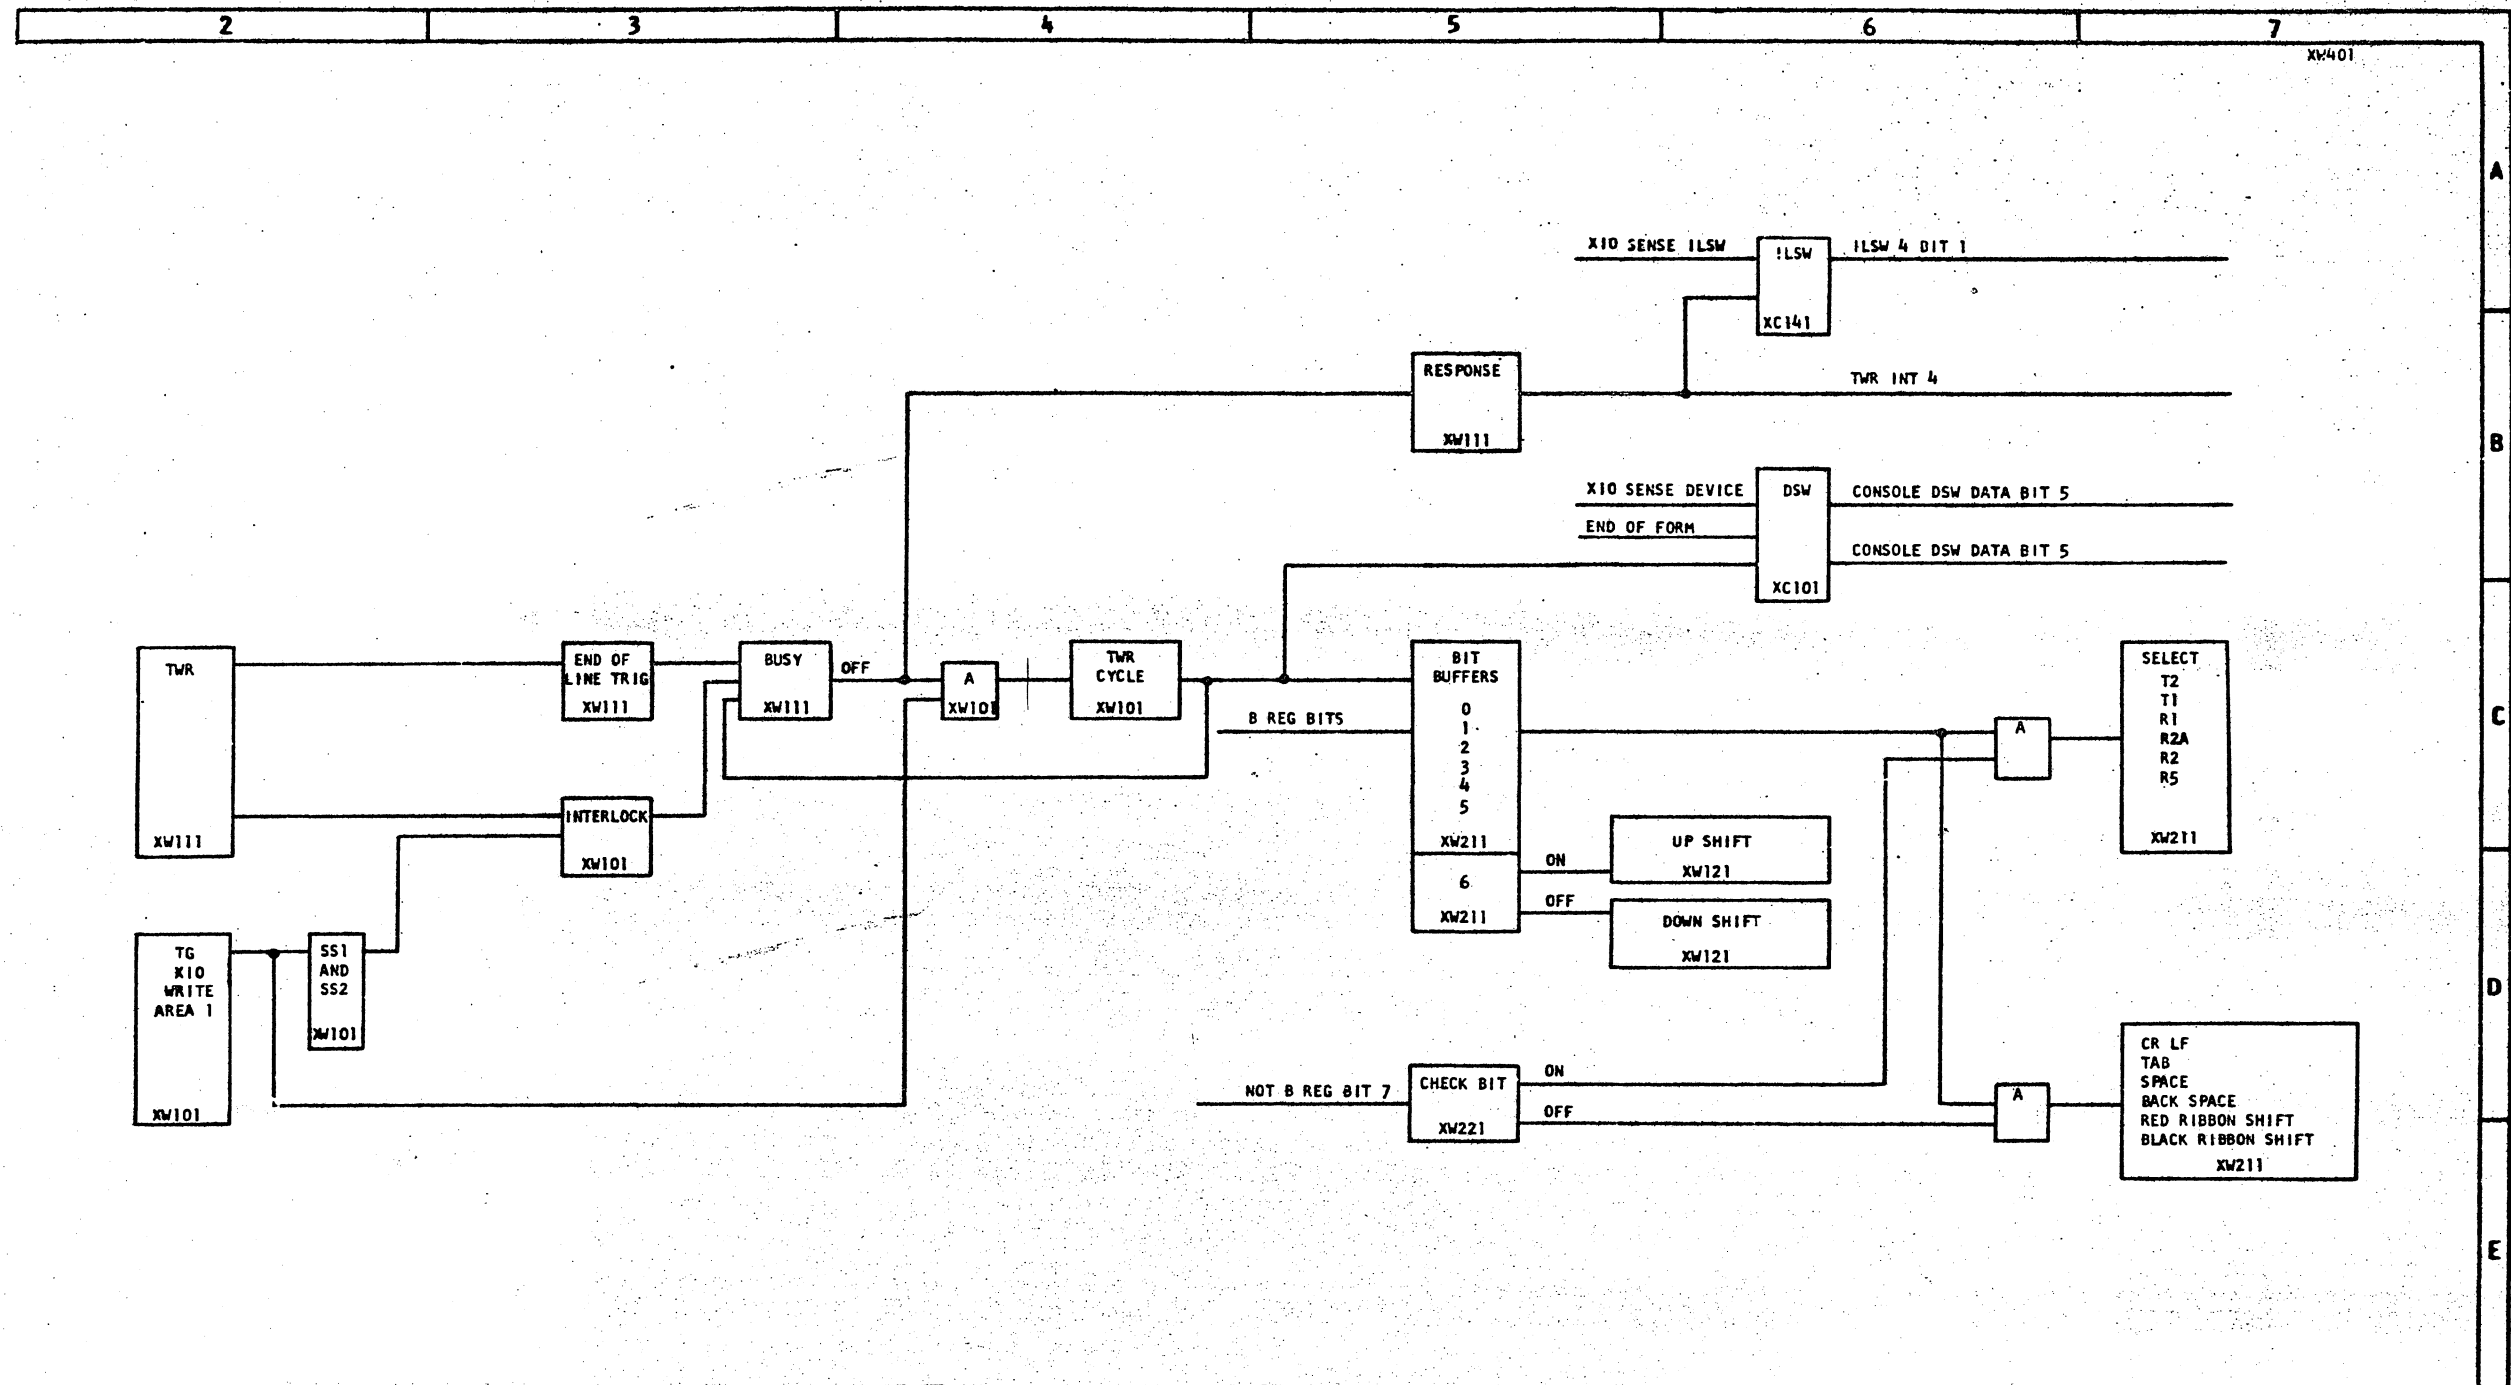 2 3 4 5 6 7
XW401
A
XIO SENSE ILSW
ILSW
XC141
ILSW 4 BIT 1
RESPONSE
XW111
TWR INT 4
B
XIO SENSE DEVICE
END OF FORM
DSW
XC101
CONSOLE DSW DATA BIT 5
CONSOLE DSW DATA BIT 5
TWR
XW111
END OF
LINE TRIG
XW111
BUSY
XW111
OFF
A
XW101
TWR
CYCLE
XW101
B REG BITS
BIT
BUFFERS
0
1
2
3
4
5
XW211
6
XW211
A
SELECT
T2
T1
R1
R2A
R2
R5
XW211
C
INTERLOCK
XW101
ON
UP SHIFT
XW121
OFF
DOWN SHIFT
XW121
TG
XIO
WRITE
AREA 1
XW101
SS1
AND
SS2
XW101
D
NOT B REG BIT 7
CHECK BIT
XW221
ON
OFF
A
CR LF
TAB
SPACE
BACK SPACE
RED RIBBON SHIFT
BLACK RIBBON SHIFT
XW211
E